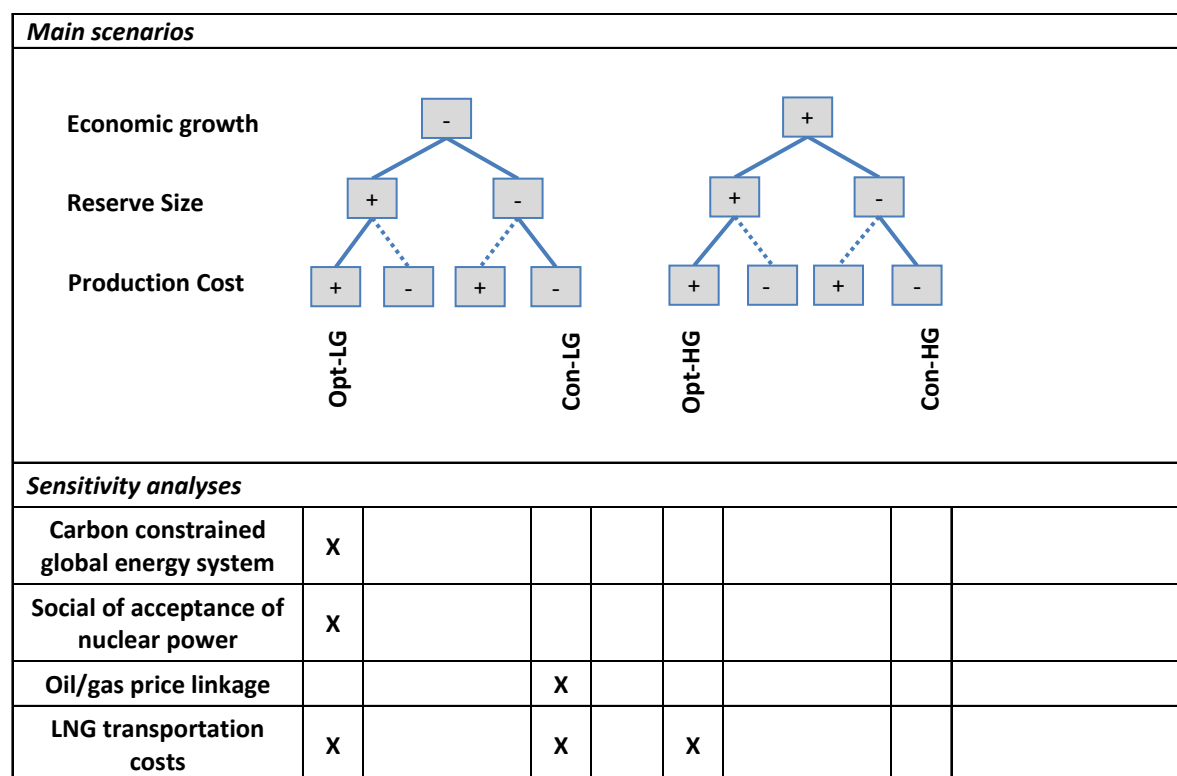 Main scenarios
Economic growth
- +
Reserve Size
+ - + -
Production Cost
+ - + - + - + -
Opt-LG
Con-LG
Opt-HG
Con-HG
Sensitivity analyses
Carbon constrained
global energy system
X
Social of acceptance of
nuclear power
X
Oil/gas price linkage
X
LNG transportation
costs
X X X